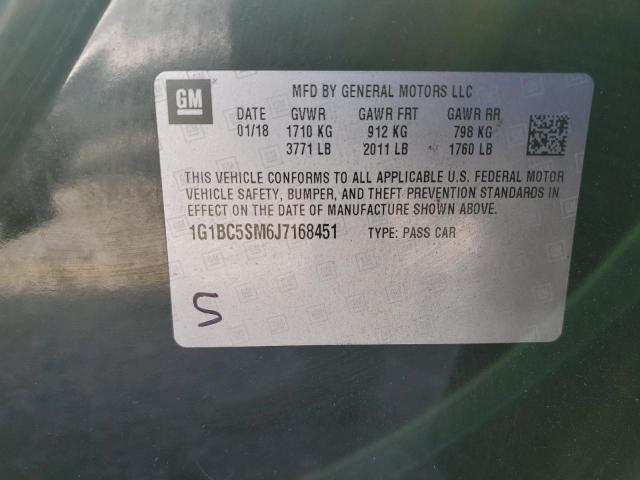 GM
MFD BY GENERAL MOTORS LLC
DATE GVWR GAWR FRT GAWR RR
01/18 1710 KG 912 KG 798 KG
3771 LB 2011 LB 1760 LB
THIS VEHICLE CONFORMS TO ALL APPLICABLE U.S. FEDERAL MOTOR
VEHICLE SAFETY, BUMPER, AND THEFT PREVENTION STANDARDS IN
EFFECT ON THE DATE OF MANUFACTURE SHOWN ABOVE.
1G1BC5SM6J7168451 TYPE: PASS CAR
S